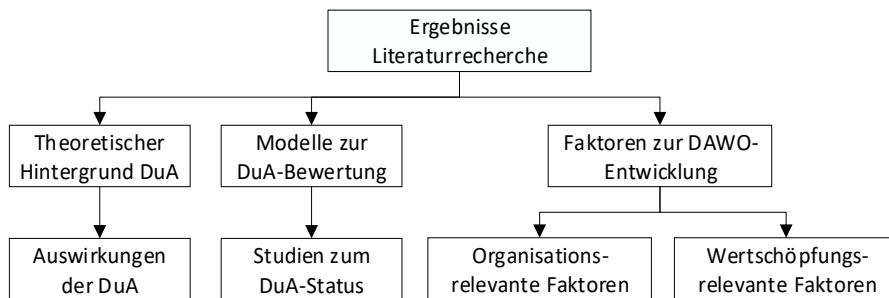 Ergebnisse
Literaturrecherche
Theoretischer
Hintergrund DuA
Modelle zur
DuA-Bewertung
Faktoren zur DAWO-
Entwicklung
Auswirkungen
der DuA
Studien zum
DuA-Status
Organisations-
relevante Faktoren
Wertschöpfungs-
relevante Faktoren